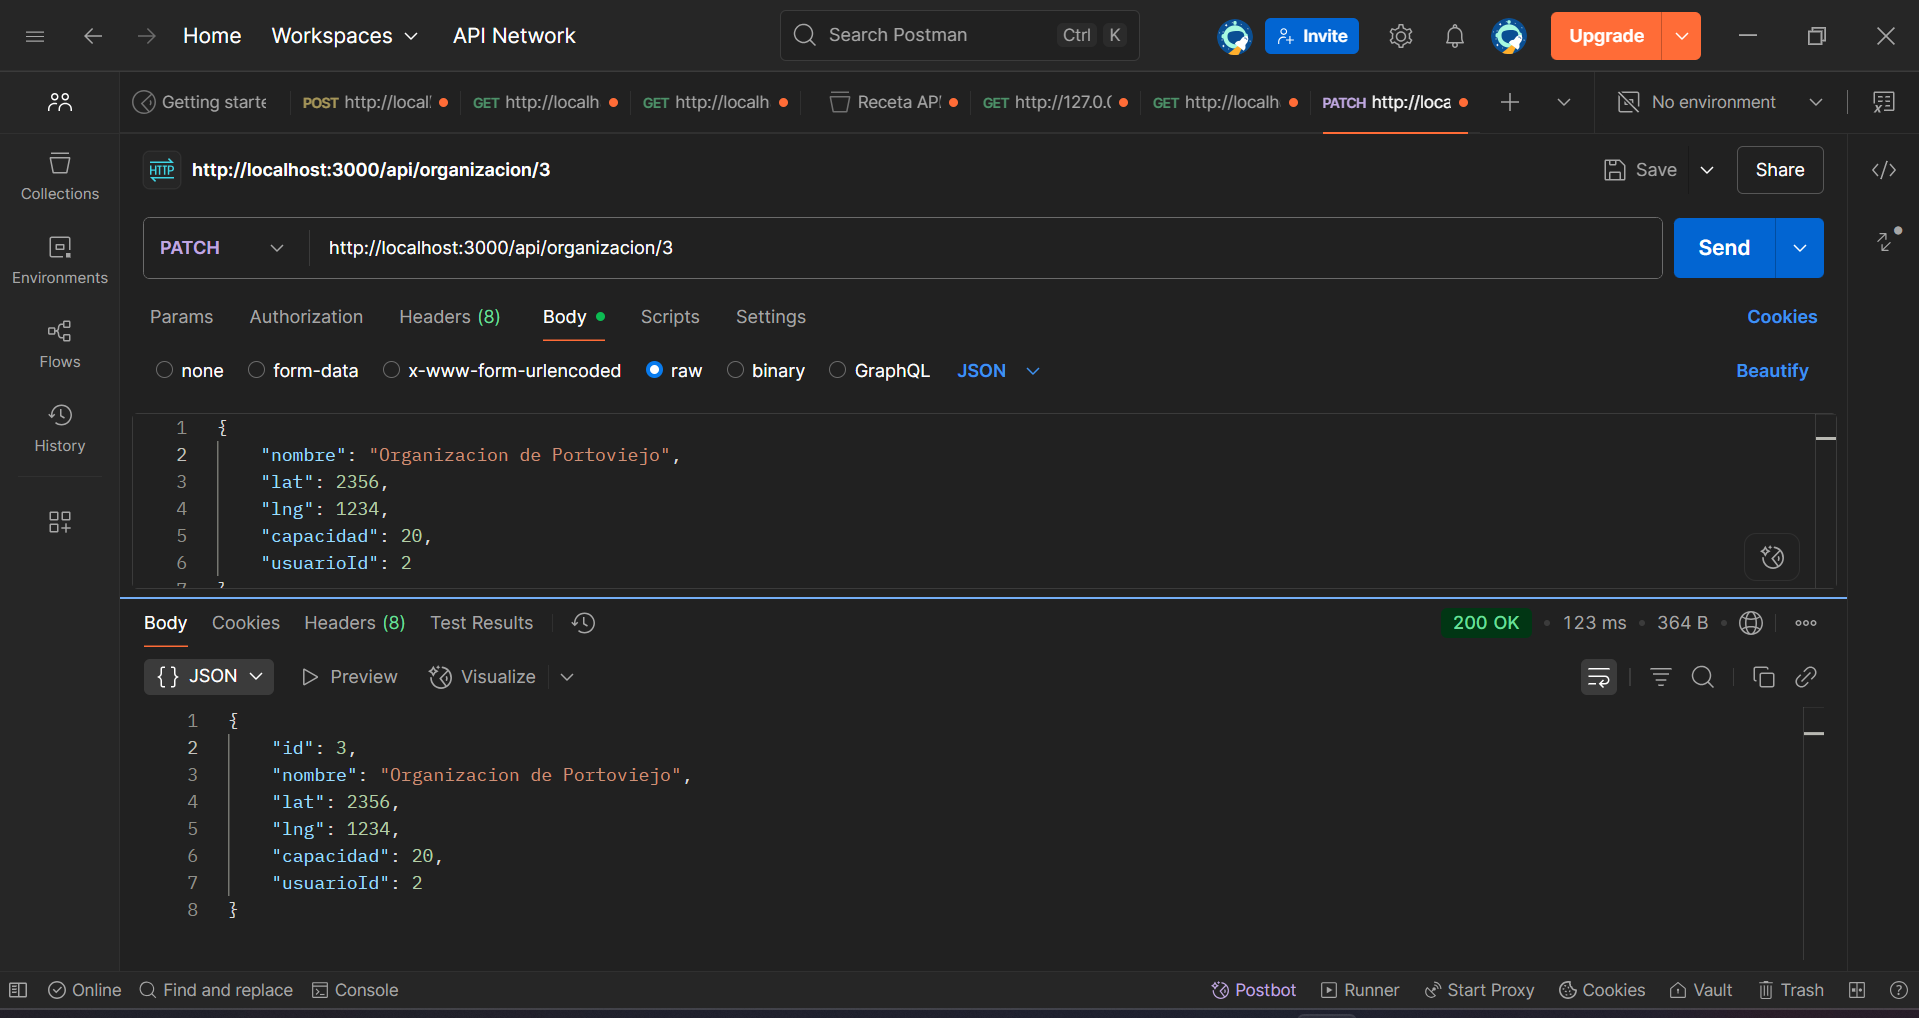 Home Workspaces API Network Search Postman Ctrl K Invite Upgrade
Getting starte POST http://local GET http://localh GET http://localh Receta API GET http://127.0.( GET http://localh PATCH http://loca No environment
HTTP http://localhost:3000/api/organizacion/3 Save Share
Collections
Environments
Flows
History
PATCH http://localhost:3000/api/organizacion/3 Send
Params Authorization Headers (8) Body Scripts Settings Cookies
none form-data x-www-form-urlencoded raw binary GraphQL JSON Beautify
1 {
2 "nombre": "Organizacion de Portoviejo",
3 "lat": 2356,
4 "lng": 1234,
5 "capacidad": 20,
6 "usuarioId": 2
7 }
Body Cookies Headers (8) Test Results 200 OK • 123 ms • 364 B •
{} JSON Preview Visualize
1 {
2 "id": 3,
3 "nombre": "Organizacion de Portoviejo",
4 "lat": 2356,
5 "lng": 1234,
6 "capacidad": 20,
7 "usuarioId": 2
8 }
Online Find and replace Console Postbot Runner Start Proxy Cookies Vault Trash